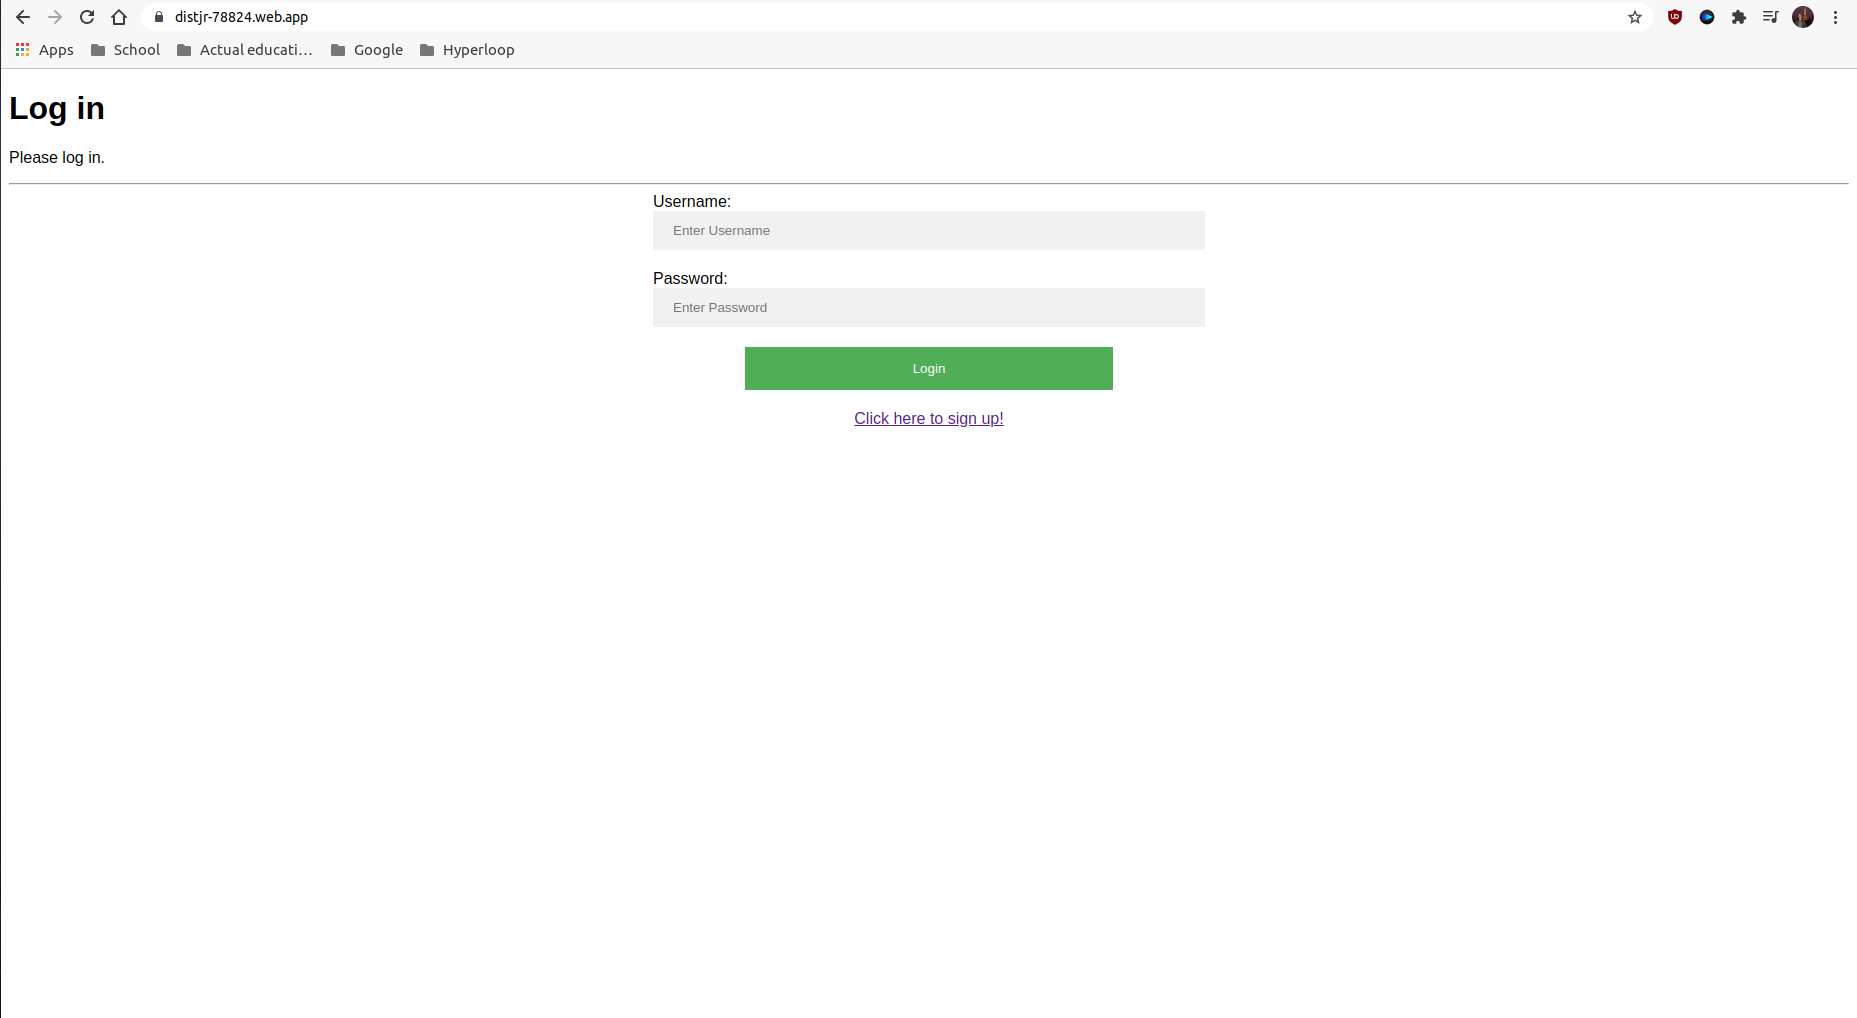 distjr-78824.web.app
Apps School Actual educati… Google Hyperloop
Log in
Please log in.
Username:
Enter Username
Password:
Enter Password
Login
Click here to sign up!